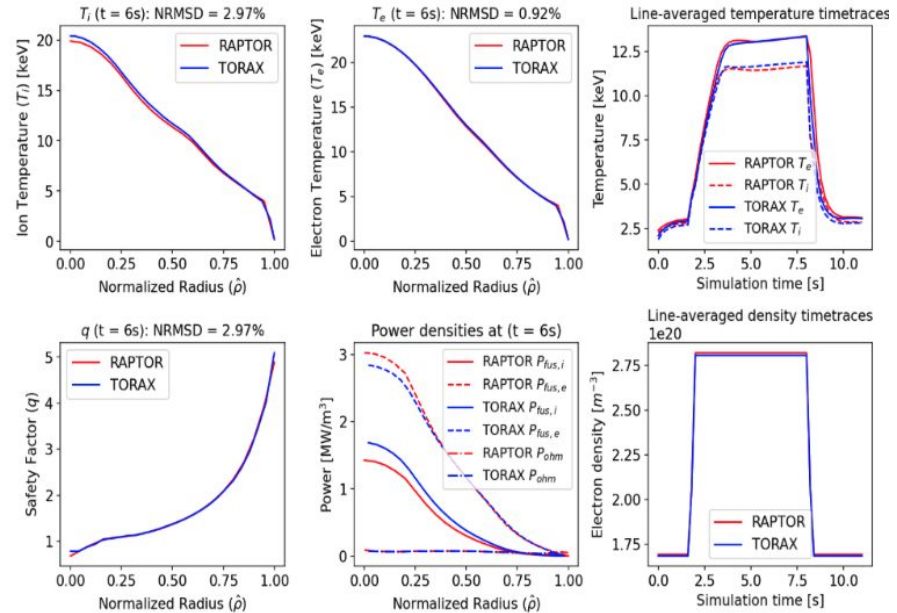 T_i (t = 6s): NRMSD = 2.97%
20
15
10
5
0
Ion Temperature (T_i) [keV]
RAPTOR
TORAX
0.00 0.25 0.50 0.75 1.00
Normalized Radius (ρ̂)
T_e (t = 6s): NRMSD = 0.92%
20
15
10
5
0
Electron Temperature (T_e) [keV]
RAPTOR
TORAX
0.00 0.25 0.50 0.75 1.00
Normalized Radius (ρ̂)
Line-averaged temperature timetraces
12.5
10.0
7.5
5.0
2.5
Temperature [keV]
RAPTOR T_e
RAPTOR T_i
TORAX T_e
TORAX T_i
0.0 2.5 5.0 7.5 10.0
Simulation time [s]
q (t = 6s): NRMSD = 2.97%
5
4
3
2
1
Safety Factor (q)
RAPTOR
TORAX
0.00 0.25 0.50 0.75 1.00
Normalized Radius (ρ̂)
Power densities at (t = 6s)
3
2
1
0
Power [MW/m³]
RAPTOR P_fus,i
RAPTOR P_fus,e
TORAX P_fus,i
TORAX P_fus,e
RAPTOR P_ohm
TORAX P_ohm
0.00 0.25 0.50 0.75 1.00
Normalized Radius (ρ̂)
Line-averaged density timetraces
1e20
2.75
2.50
2.25
2.00
1.75
Electron density [m⁻³]
RAPTOR
TORAX
0.0 2.5 5.0 7.5 10.0
Simulation time [s]